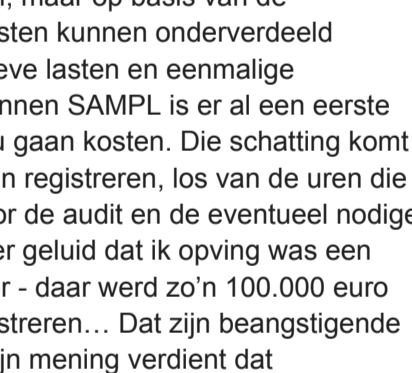 maar op basis van de
sten kunnen onderverdeeld
eve lasten en eenmalige
nnen SAMPL is er al een eerste
u gaan kosten. Die schatting komt
n registreren, los van de uren die
or de audit en de eventueel nodige
er geluid dat ik opving was een
r - daar werd zo’n 100.000 euro
streren… Dat zijn beangstigende
jn mening verdient dat